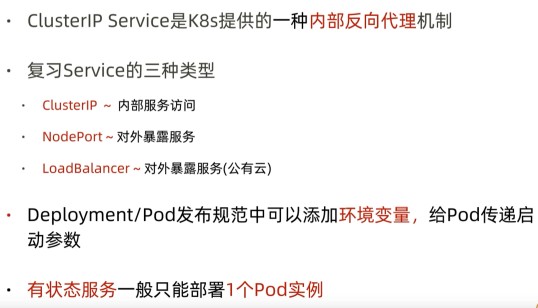 • ClusterIP Service是K8s提供的一种内部反向代理机制
• 复习Service的三种类型
• ClusterIP ~ 内部服务访问
• NodePort ~ 对外暴露服务
• LoadBalancer ~ 对外暴露服务(公有云)
• Deployment/Pod发布规范中可以添加环境变量，给Pod传递启
动参数
• 有状态服务一般只能部署1个Pod实例